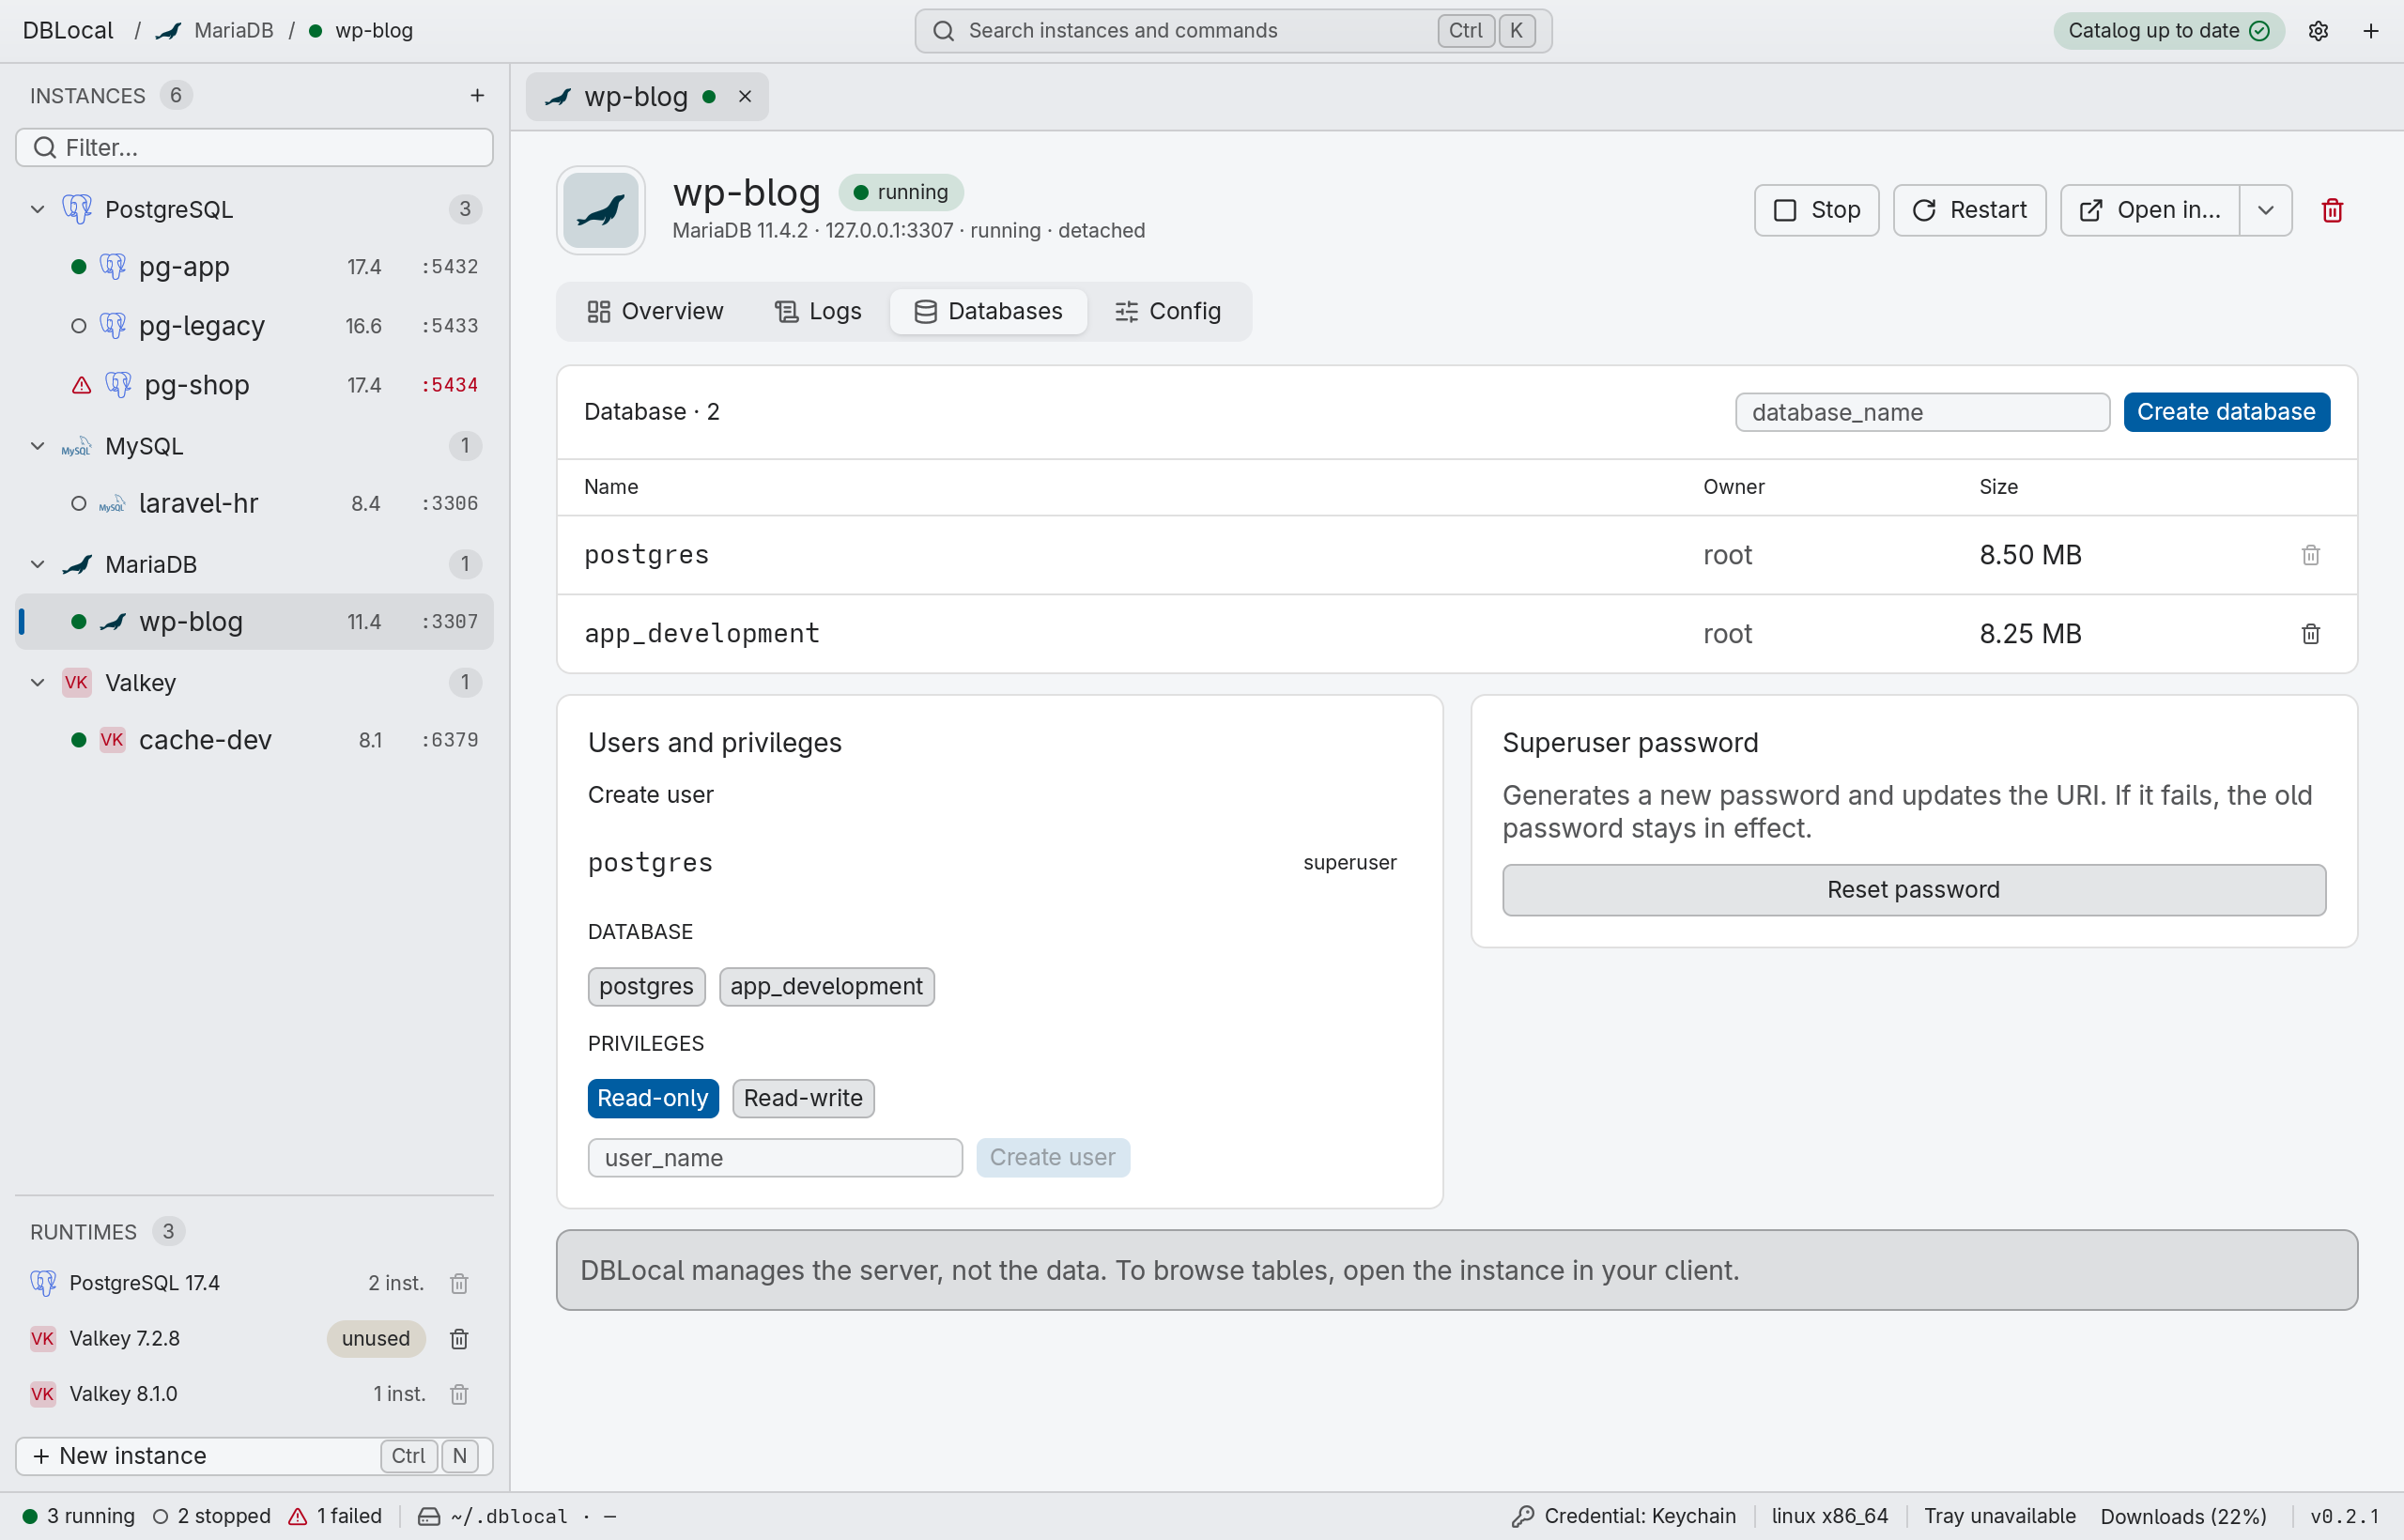 DBLocal / MariaDB / wp-blog
Search instances and commands Ctrl K
Catalog up to date
INSTANCES 6
Filter...
PostgreSQL 3
pg-app 17.4 :5432
pg-legacy 16.6 :5433
pg-shop 17.4 :5434
MySQL 1
MySQL laravel-hr 8.4 :3306
MariaDB 1
wp-blog 11.4 :3307
VK Valkey 1
VK cache-dev 8.1 :6379
RUNTIMES 3
PostgreSQL 17.4 2 inst.
VK Valkey 7.2.8 unused
VK Valkey 8.1.0 1 inst.
+ New instance Ctrl N
wp-blog
wp-blog running
MariaDB 11.4.2 · 127.0.0.1:3307 · running · detached
Stop Restart Open in...
Overview Logs Databases Config
Database · 2 database_name Create database
Name Owner Size
postgres root 8.50 MB
app_development root 8.25 MB
Users and privileges
Create user
postgres superuser
DATABASE
postgres app_development
PRIVILEGES
Read-only Read-write
user_name Create user
Superuser password
Generates a new password and updates the URI. If it fails, the old
password stays in effect.
Reset password
DBLocal manages the server, not the data. To browse tables, open the instance in your client.
3 running 2 stopped 1 failed ~/.dblocal · —
Credential: Keychain linux x86_64 Tray unavailable Downloads (22%) v0.2.1